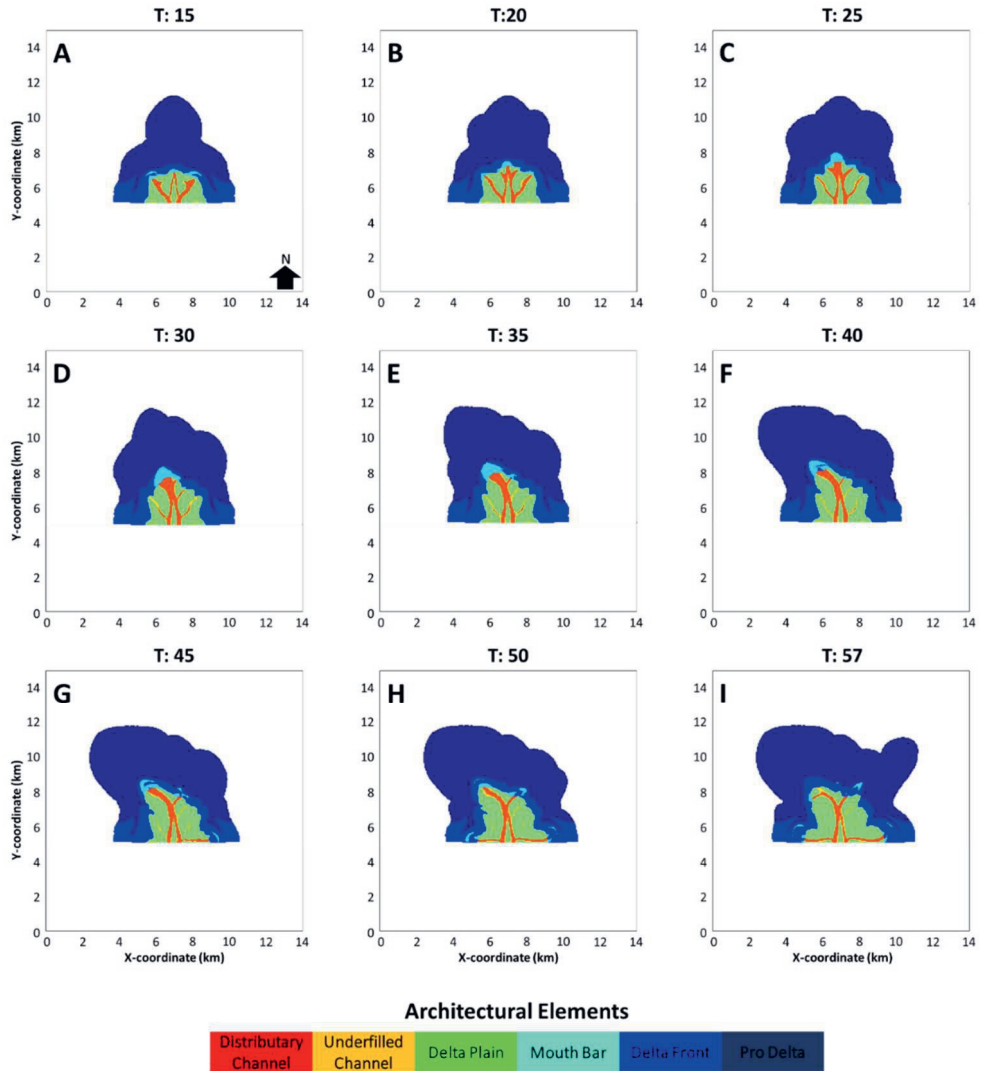 T: 15
T:20
T: 25
A
B
C
14
12
10
8
6
4
2
0
Y-coordinate (km)
N
0 2 4 6 8 10 12 14
14
12
10
8
6
4
2
0
0 2 4 6 8 10 12 14
14
12
10
8
6
4
2
0
0 2 4 6 8 10 12 14
T: 30
T: 35
T: 40
D
E
F
14
12
10
8
6
4
2
0
Y-coordinate (km)
0 2 4 6 8 10 12 14
14
12
10
8
6
4
2
0
0 2 4 6 8 10 12 14
14
12
10
8
6
4
2
0
0 2 4 6 8 10 12 14
T: 45
T: 50
T: 57
G
H
I
14
12
10
8
6
4
2
0
Y-coordinate (km)
0 2 4 6 8 10 12 14
X-coordinate (km)
14
12
10
8
6
4
2
0
0 2 4 6 8 10 12 14
14
12
10
8
6
4
2
0
0 2 4 6 8 10 12 14
X-coordinate (km)
Architectural Elements
Distributary
Channel
Underfilled
Channel
Delta Plain
Mouth Bar
Delta Front
Pro Delta